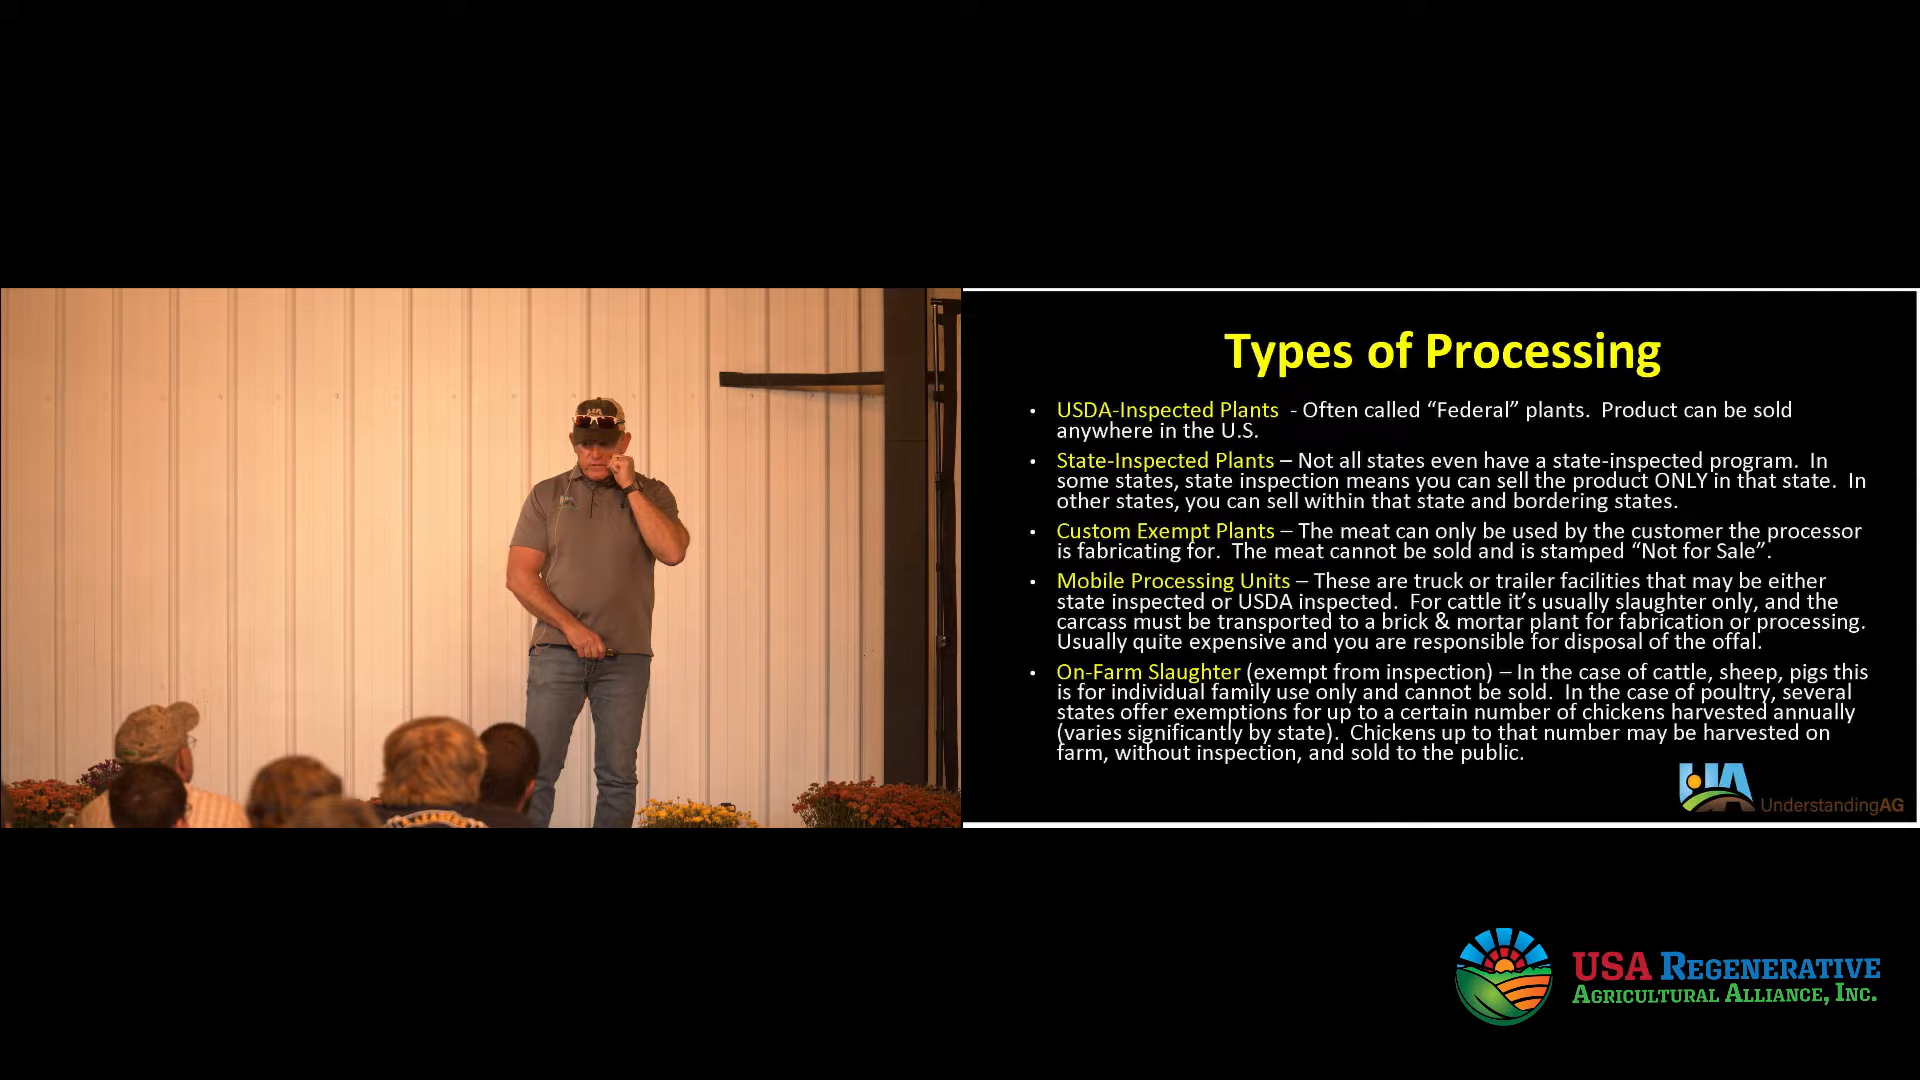 Types of Processing
• USDA-Inspected Plants - Often called “Federal” plants. Product can be sold
anywhere in the U.S.
• State-Inspected Plants – Not all states even have a state-inspected program. In
some states, state inspection means you can sell the product ONLY in that state. In
other states, you can sell within that state and bordering states.
• Custom Exempt Plants – The meat can only be used by the customer the processor
is fabricating for. The meat cannot be sold and is stamped “Not for Sale”.
• Mobile Processing Units – These are truck or trailer facilities that may be either
state inspected or USDA inspected. For cattle it’s usually slaughter only, and the
carcass must be transported to a brick & mortar plant for fabrication or processing.
Usually quite expensive and you are responsible for disposal of the offal.
• On-Farm Slaughter (exempt from inspection) – In the case of cattle, sheep, pigs this
is for individual family use only and cannot be sold. In the case of poultry, several
states offer exemptions for up to a certain number of chickens harvested annually
(varies significantly by state). Chickens up to that number may be harvested on
farm, without inspection, and sold to the public.
UA
UnderstandingAG
USA REGENERATIVE
AGRICULTURAL ALLIANCE, INC.